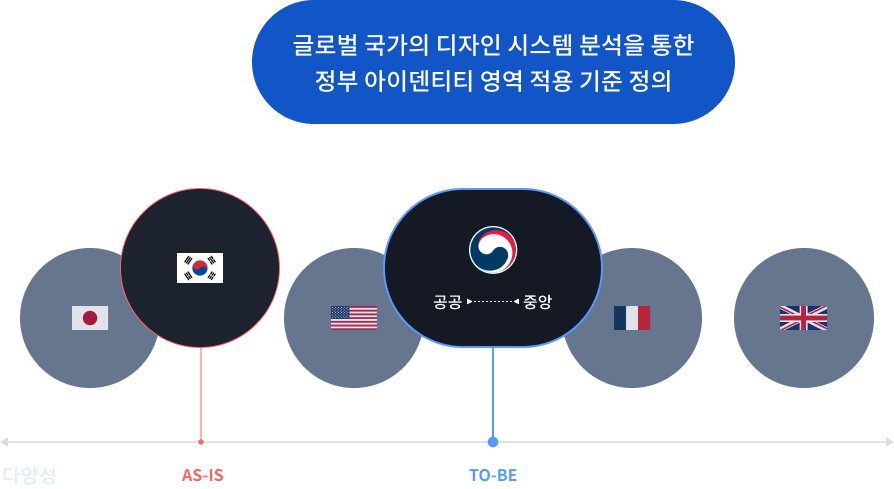 글로벌 국가의 디자인 시스템 분석을 통한
정부 아이덴티티 영역 적용 기준 정의
공공 중앙
다양성
AS-IS
TO-BE